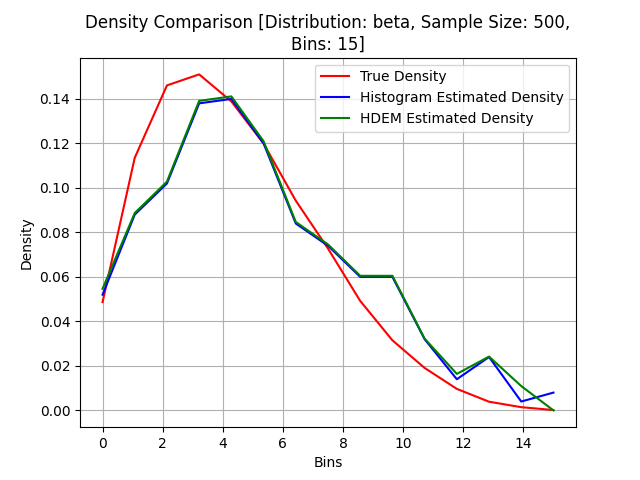 Density Comparison [Distribution: beta, Sample Size: 500,
Bins: 15]
True Density
Histogram Estimated Density
HDEM Estimated Density
Density
0.14
0.12
0.10
0.08
0.06
0.04
0.02
0.00
0 2 4 6 8 10 12 14
Bins